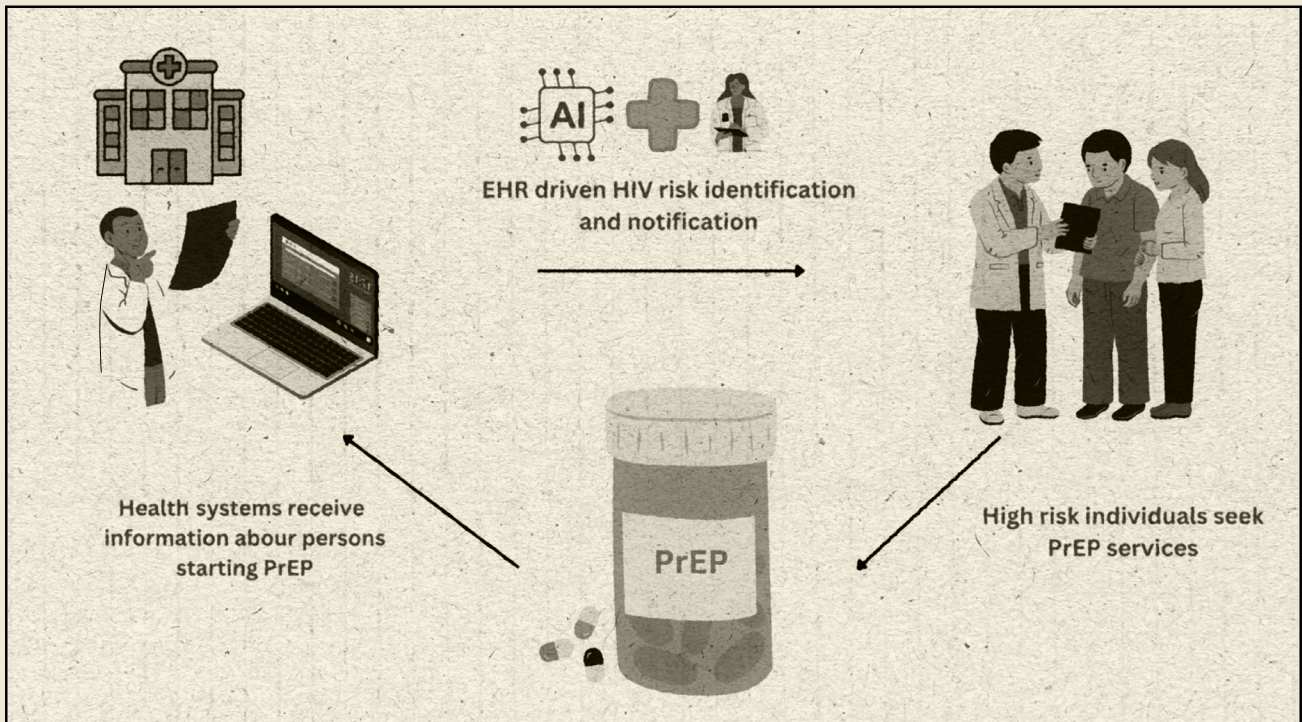 AI
EHR driven HIV risk identification
and notification
Health systems receive
information abour persons
starting PrEP
PrEP
High risk individuals seek
PrEP services